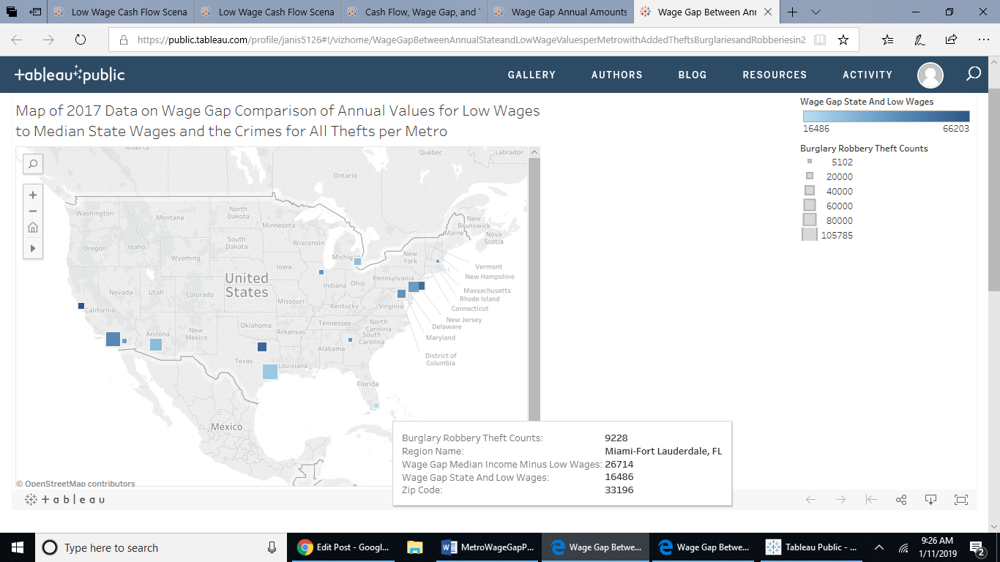 Low Wage Cash Flow Scena
Low Wage Cash Flow Scena
Cash Flow, Wage Gap, and
Wage Gap Annual Amounts
Wage Gap Between Ann
https://public.tableau.com/profile/janis5126#!/vizhome/WageGapBetweenAnnualStateandLowWageValuesperMetrowithAddedTheftsBurglariesandRobberiesin2
tableau public
GALLERY
AUTHORS
BLOG
RESOURCES
ACTIVITY
Map of 2017 Data on Wage Gap Comparison of Annual Values for Low Wages
to Median State Wages and the Crimes for All Thefts per Metro
Wage Gap State And Low Wages
16486 66203
Burglary Robbery Theft Counts
5102
20000
40000
60000
80000
105785
Alberta
Quebec
Labrador
Ontario
Washington
Montana
North
Dakota
Minnesota
New
Brunswick
Maine
Nova
Scotia
Oregon
Idaho
South
Dakota
Wisconsin
Michig
New
York
Wyoming
Iowa
Vermont
New Hampshire
United
States
Nevada
Utah
Colorado
Indiana
Ohio
Pennsylvania
Massachusetts
Rhode Island
Connecticut
California
Missouri
Kentucky
Virginia
New Jersey
Delaware
Maryland
Arizona
New
Mexico
Oklahoma
Arkansas
Tennessee
North
Carolina
South
Carolina
Texas
Louisiana
Alabama
District of
Columbia
Florida
Mexico
Burglary Robbery Theft Counts: 9228
Region Name: Miami-Fort Lauderdale, FL
Wage Gap Median Income Minus Low Wages: 26714
Wage Gap State And Low Wages: 16486
Zip Code: 33196
© OpenStreetMap contributors
tableau
Type here to search
Edit Post - Googl...
MetroWageGapP...
Wage Gap Betwe...
Wage Gap Betwe...
Tableau Public - ...
9:26 AM
1/11/2019
2